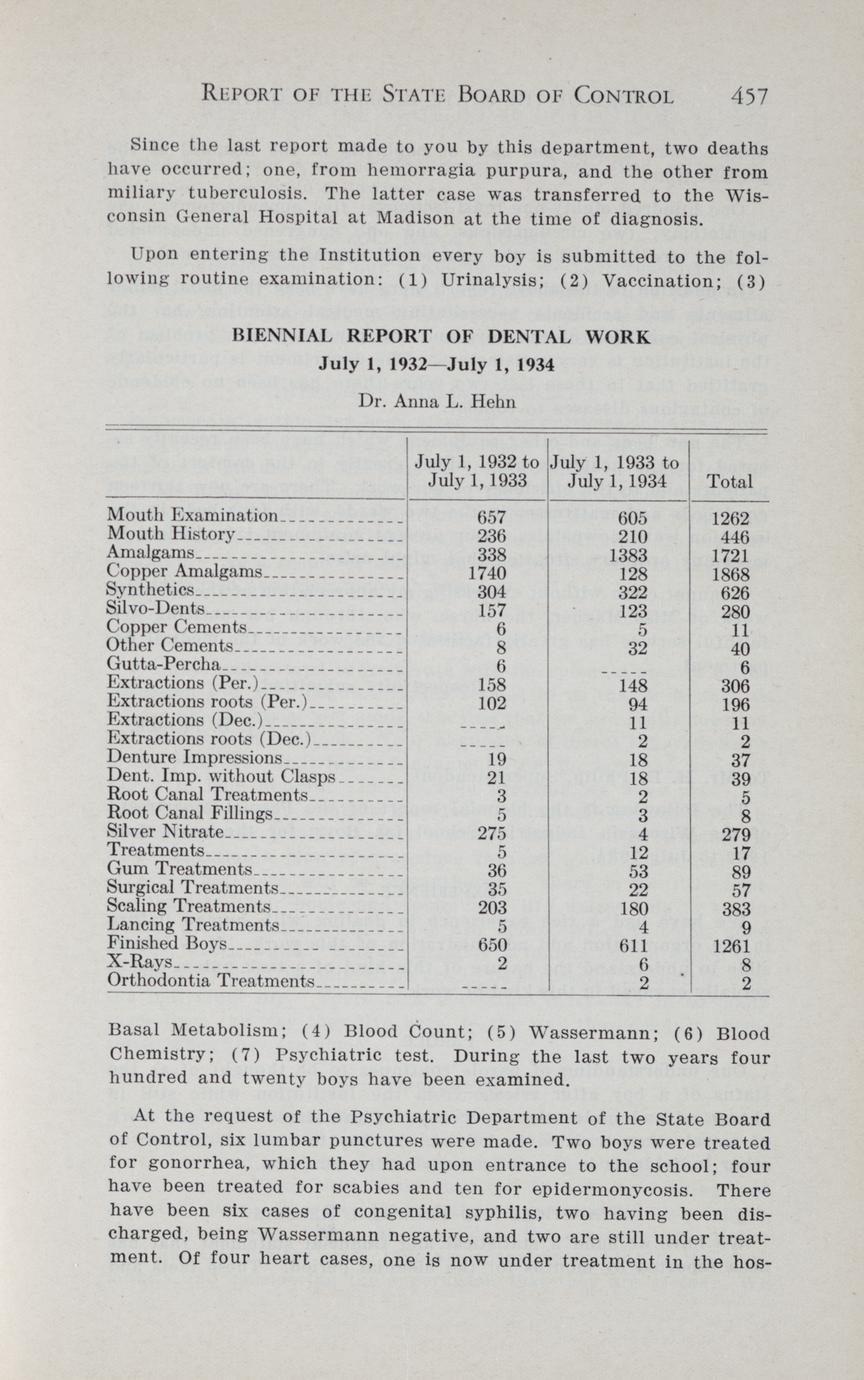 REPORT OF THE STATE BOARD OF CONTROL 457
Since the last report made to you by this department, two deaths
have occurred; one, from hemorragia purpura, and the other from
miliary tuberculosis. The latter case was transferred to the Wis-
consin General Hospital at Madison at the time of diagnosis.
Upon entering the Institution every boy is submitted to the fol-
lowing routine examination: (1) Urinalysis; (2) Vaccination; (3)
BIENNIAL REPORT OF DENTAL WORK
July 1, 1932—July 1, 1934
Dr. Anna L. Hehn
July 1, 1932 to July 1, 1933 to
July 1, 1933 July 1, 1934 Total
Mouth Examination 657 605 1262
Mouth History 236 210 446
Amalgams 338 1383 1721
Copper Amalgams 1740 128 1868
Synthetics 304 322 626
Silvo-Dents 157 123 280
Copper Cements 6 5 11
Other Cements 8 32 40
Gutta-Percha 6 ----- 6
Extractions (Per.) 158 148 306
Extractions roots (Per.) 102 94 196
Extractions (Dec.) ----- 11 11
Extractions roots (Dec.) ----- 2 2
Denture Impressions 19 18 37
Dent. Imp. without Clasps 21 18 39
Root Canal Treatments 3 2 5
Root Canal Fillings 5 3 8
Silver Nitrate 275 4 279
Treatments 5 12 17
Gum Treatments 36 53 89
Surgical Treatments 35 22 57
Scaling Treatments 203 180 383
Lancing Treatments 5 4 9
Finished Boys 650 611 1261
X-Rays 2 6 8
Orthodontia Treatments ----- 2 2
Basal Metabolism; (4) Blood Count; (5) Wassermann; (6) Blood
Chemistry; (7) Psychiatric test. During the last two years four
hundred and twenty boys have been examined.
At the request of the Psychiatric Department of the State Board
of Control, six lumbar punctures were made. Two boys were treated
for gonorrhea, which they had upon entrance to the school; four
have been treated for scabies and ten for epidermonycosis. There
have been six cases of congenital syphilis, two having been dis-
charged, being Wassermann negative, and two are still under treat-
ment. Of four heart cases, one is now under treatment in the hos-